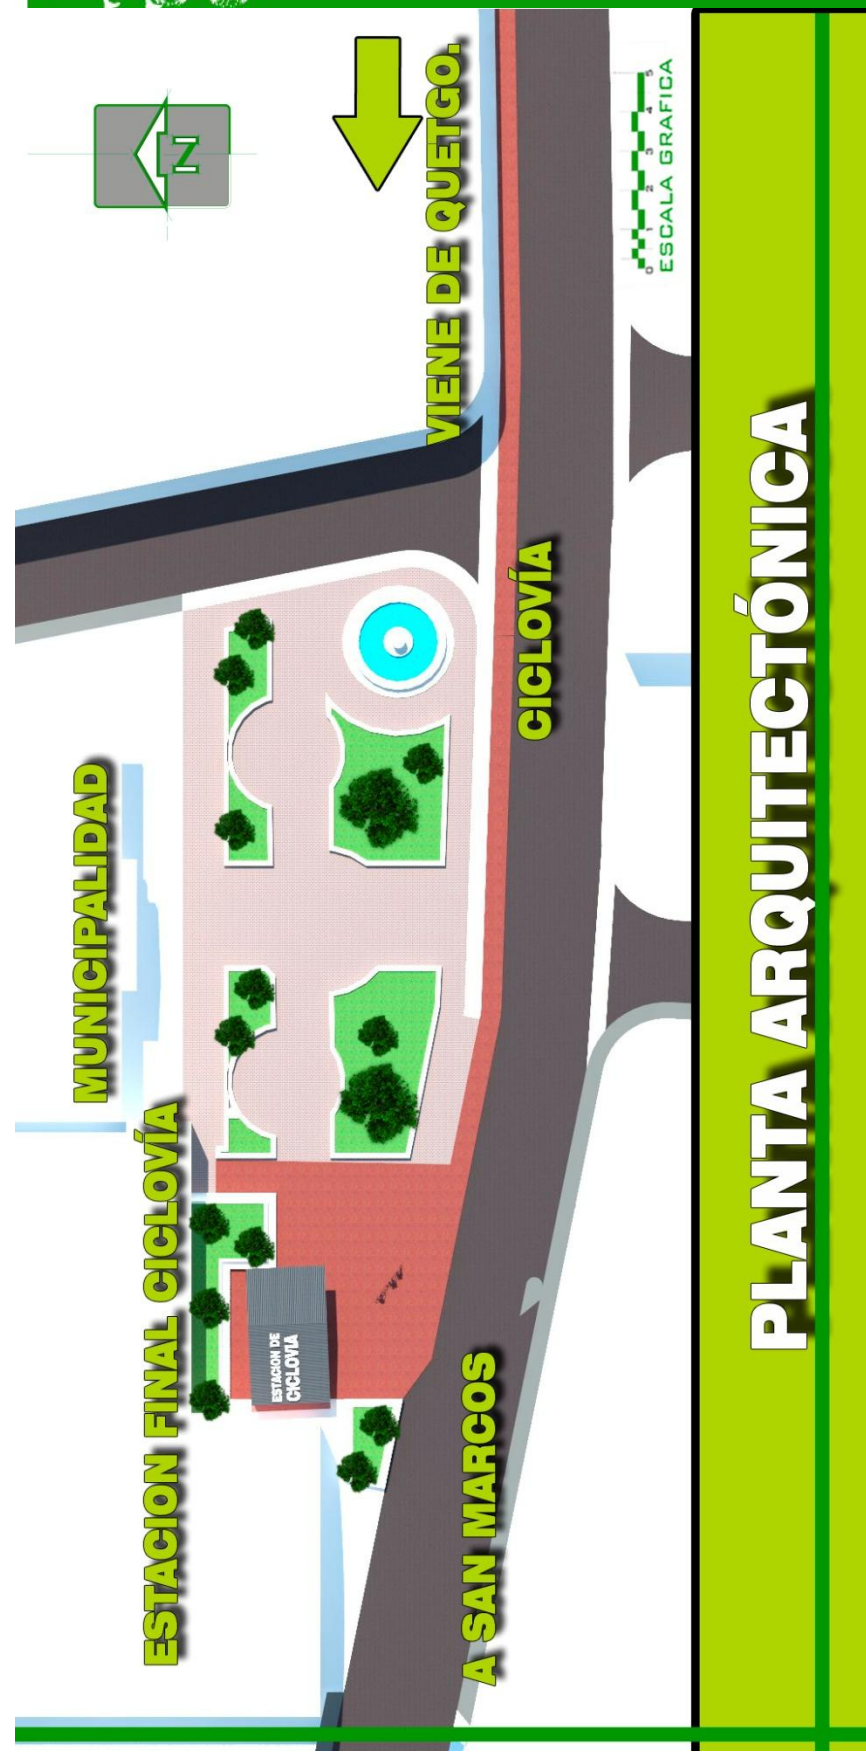 MUNICIPALIDAD
ESTACION FINAL CICLOVÍA
N
ESTACION DE
CICLOVIA
VIENE DE QUETGO.
A SAN MARCOS
CICLOVÍA
0 1 2 3 4 5
ESCALA GRAFICA
PLANTA ARQUITECTÓNICA